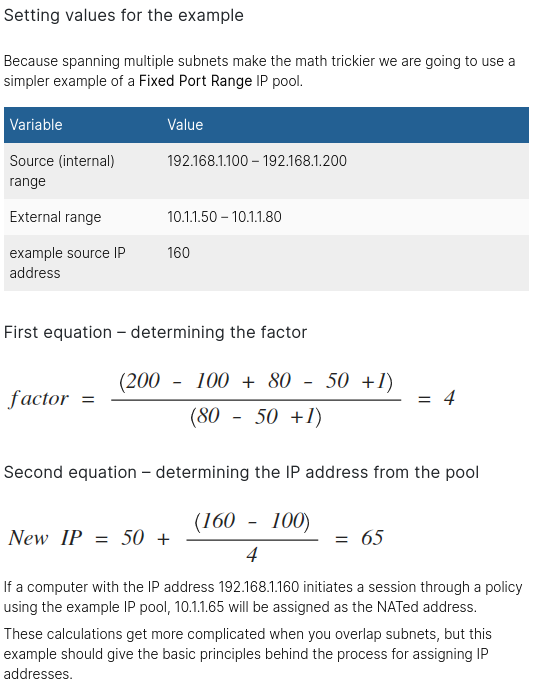 Setting values for the example
Because spanning multiple subnets make the math trickier we are going to use a
simpler example of a Fixed Port Range IP pool.
Variable Value
Source (internal) 192.168.1.100 – 192.168.1.200
range
External range 10.1.1.50 – 10.1.1.80
example source IP 160
address
First equation – determining the factor
factor = (200 - 100 + 80 - 50 +1) / (80 - 50 +1) = 4
Second equation – determining the IP address from the pool
New IP = 50 + (160 - 100) / 4 = 65
If a computer with the IP address 192.168.1.160 initiates a session through a policy
using the example IP pool, 10.1.1.65 will be assigned as the NATed address.
These calculations get more complicated when you overlap subnets, but this
example should give the basic principles behind the process for assigning IP
addresses.